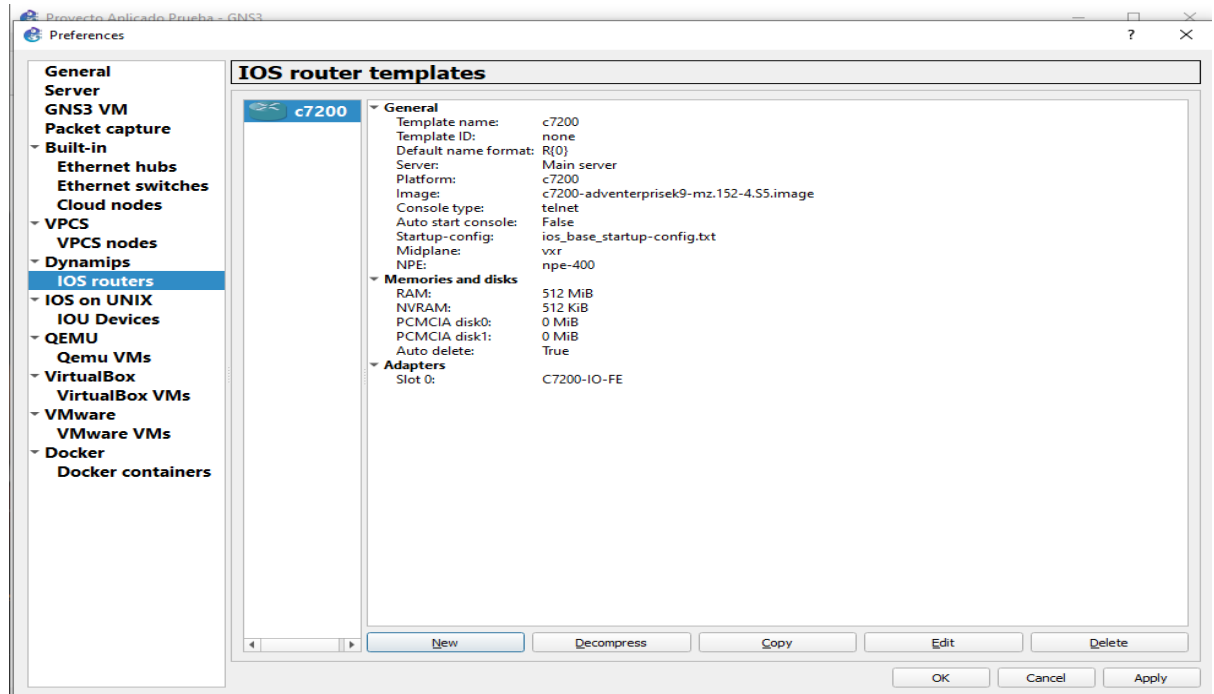 Proyecto Aplicado Prueba - GNS3
Preferences
?
General
Server
GNS3 VM
Packet capture
Built-in
Ethernet hubs
Ethernet switches
Cloud nodes
VPCS
VPCS nodes
Dynamips
IOS routers
IOS on UNIX
IOU Devices
QEMU
Qemu VMs
VirtualBox
VirtualBox VMs
VMware
VMware VMs
Docker
Docker containers
IOS router templates
c7200
General
Template name: c7200
Template ID: none
Default name format: R{0}
Server: Main server
Platform: c7200
Image: c7200-adventerprisek9-mz.152-4.S5.image
Console type: telnet
Auto start console: False
Startup-config: ios_base_startup-config.txt
Midplane: vxr
NPE: npe-400
Memories and disks
RAM: 512 MiB
NVRAM: 512 KiB
PCMCIA disk0: 0 MiB
PCMCIA disk1: 0 MiB
Auto delete: True
Adapters
Slot 0: C7200-IO-FE
New Decompress Copy Edit Delete
OK Cancel Apply